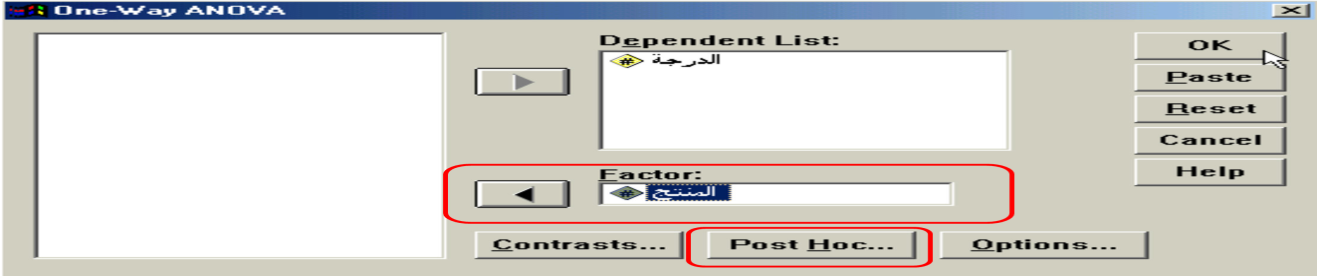 One-Way ANOVA
Dependent List:
الدرجة
Factor:
المنتج
Contrasts...
Post Hoc...
Options...
OK
Paste
Reset
Cancel
Help